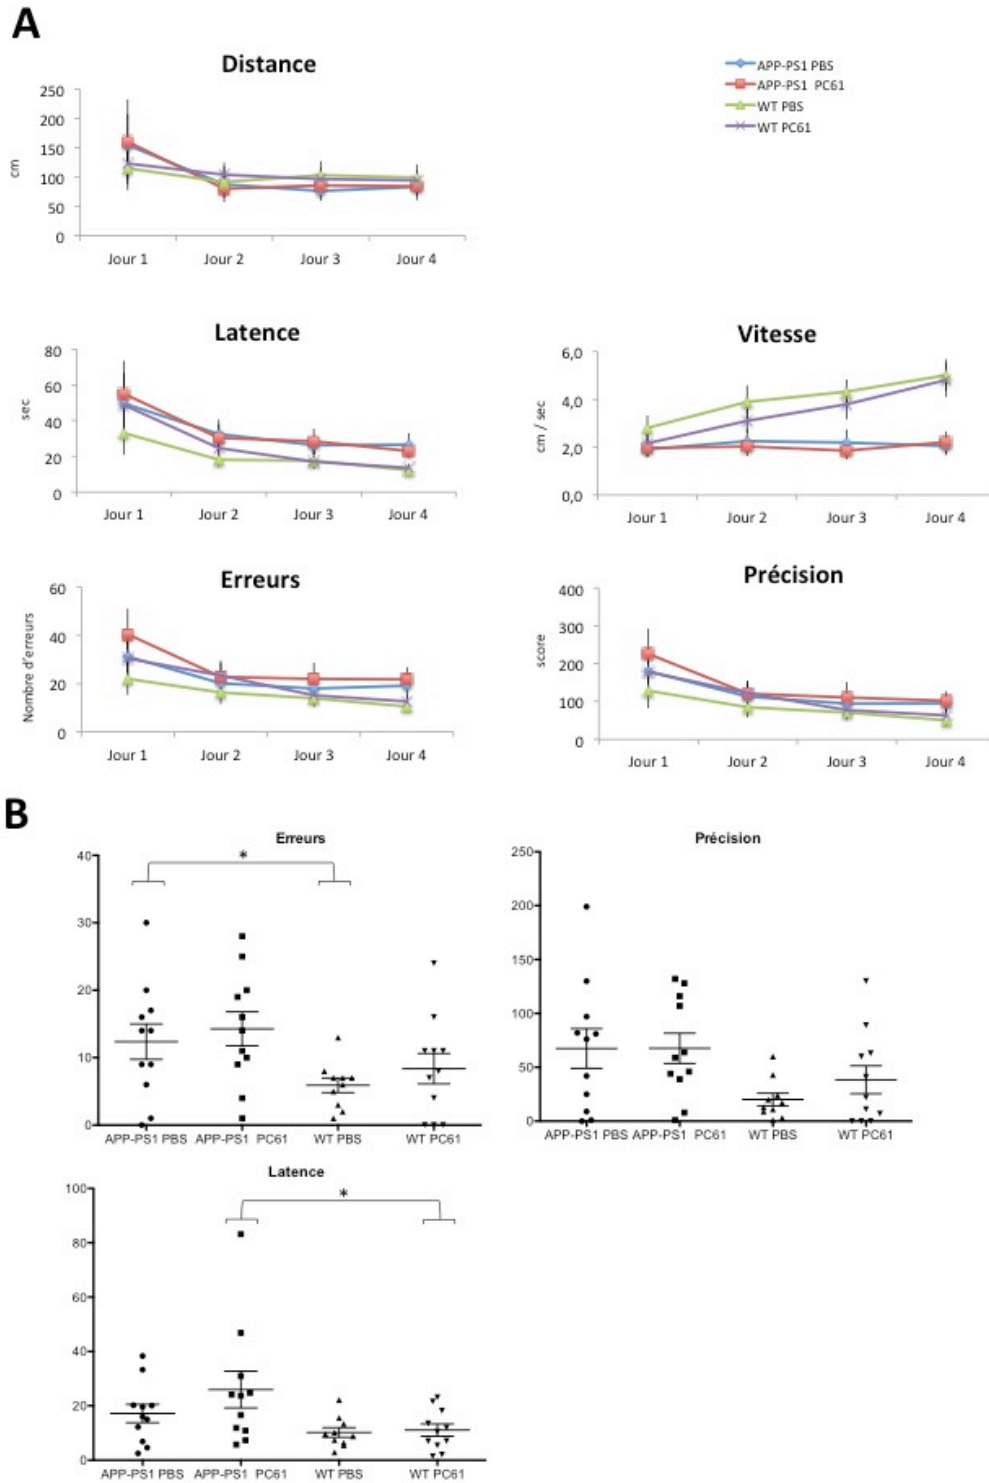 A
Distance
APP-PS1 PBS
APP-PS1 PC61
WT PBS
WT PC61
250
200
150
100
50
0
cm
Jour 1 Jour 2 Jour 3 Jour 4
Latence
80
60
40
20
0
sec
Jour 1 Jour 2 Jour 3 Jour 4
Vitesse
6,0
4,0
2,0
0,0
cm / sec
Jour 1 Jour 2 Jour 3 Jour 4
Erreurs
60
40
20
0
Nombre d'erreurs
Jour 1 Jour 2 Jour 3 Jour 4
Précision
400
300
200
100
0
score
Jour 1 Jour 2 Jour 3 Jour 4
B
Erreurs
*
40
30
20
10
0
APP-PS1 PBS APP-PS1 PC61 WT PBS WT PC61
Précision
250
200
150
100
50
0
APP-PS1 PBS APP-PS1 PC61 WT PBS WT PC61
Latence
*
100
80
60
40
20
0
APP-PS1 PBS APP-PS1 PC61 WT PBS WT PC61